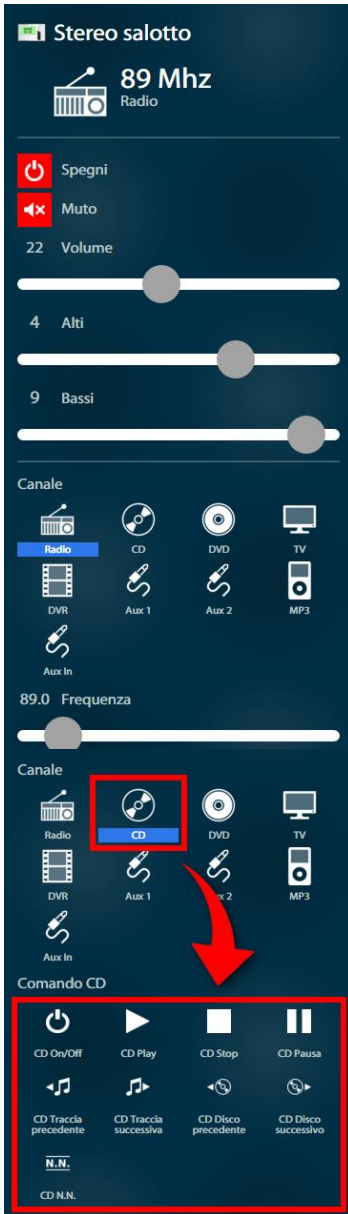 Stereo salotto
89 Mhz
Radio
Spegni
Muto
22 Volume
4 Alti
9 Bassi
Canale
Radio CD DVD TV
DVR Aux 1 Aux 2 MP3
Aux In
89.0 Frequenza
Canale
Radio CD DVD TV
DVR Aux 1 x 2 MP3
Aux In
Comando CD
CD On/Off CD Play CD Stop CD Pausa
CD Traccia precedente CD Traccia successiva CD Disco precedente CD Disco successivo
N.N.
CD N.N.